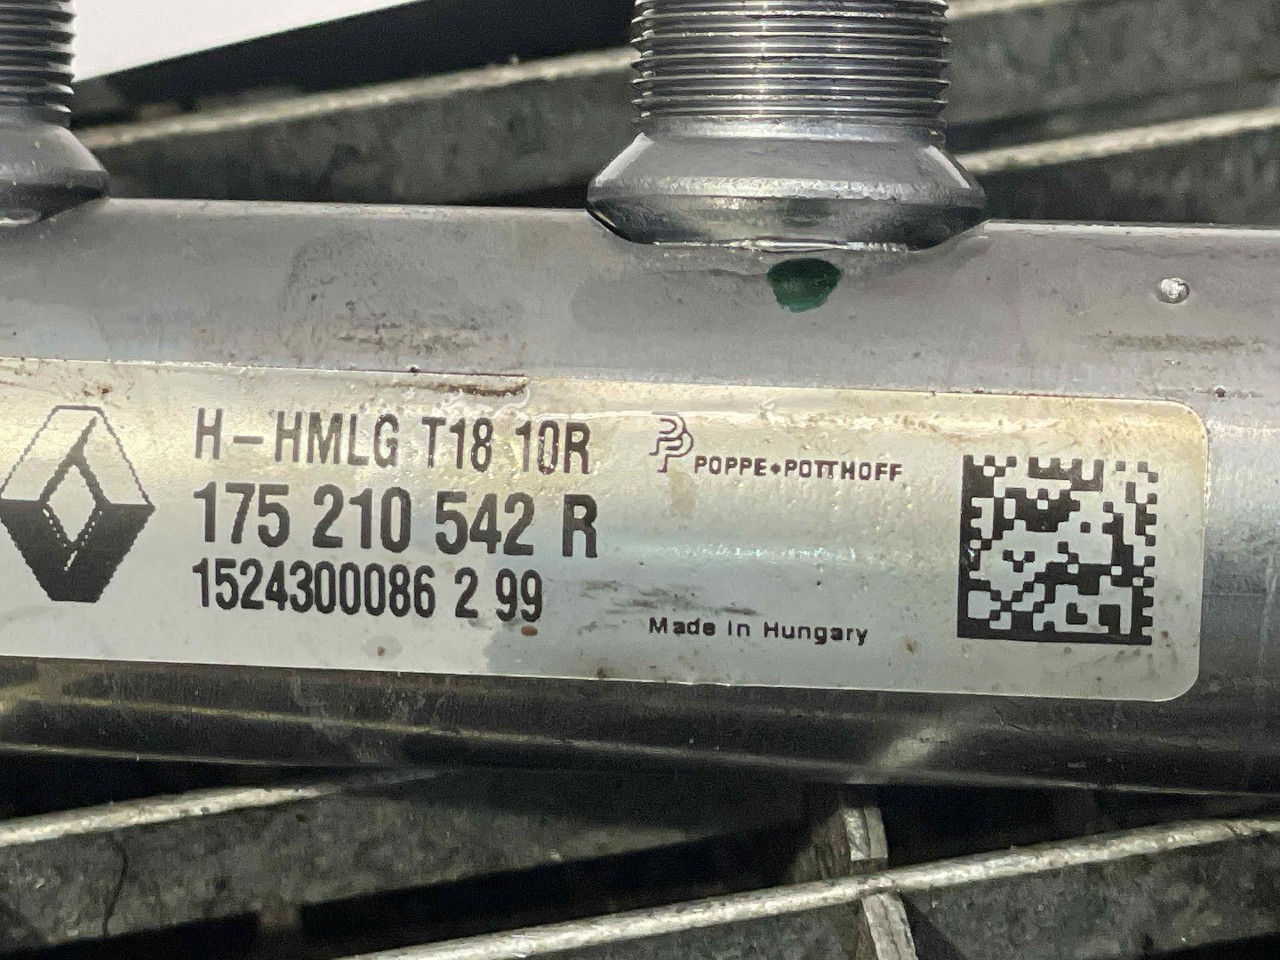 H-HMLG T18 10R
175 210 542 R
1524300086 2 99
POPPE+POTTHOFF
Made In Hungary